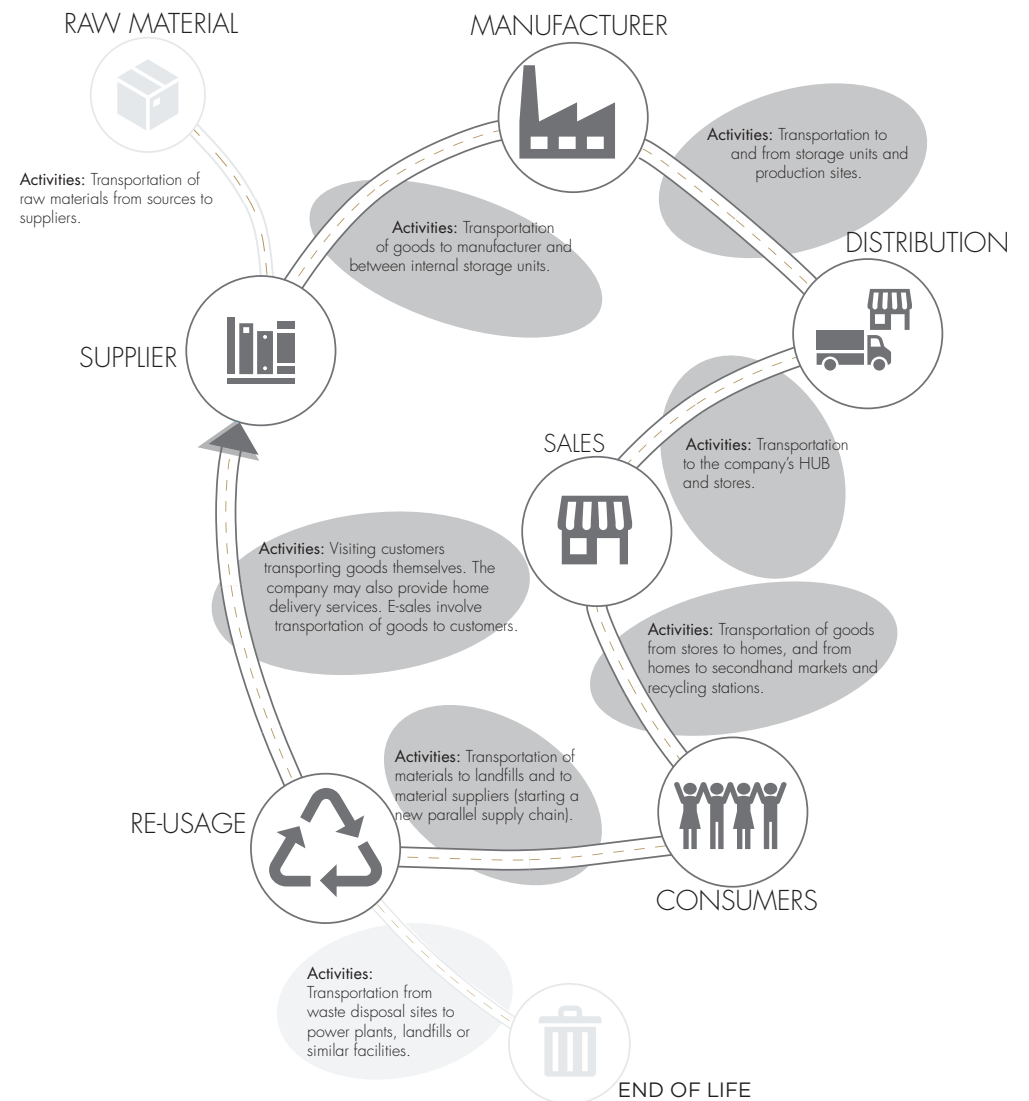 RAW MATERIAL
Activities: Transportation of
raw materials from sources to
suppliers.
MANUFACTURER
Activities: Transportation to
and from storage units and
production sites.
Activities: Transportation
of goods to manufacturer and
between internal storage units.
DISTRIBUTION
SUPPLIER
SALES
Activities: Transportation
to the company's HUB
and stores.
Activities: Visiting customers
transporting goods themselves. The
company may also provide home
delivery services. E-sales involve
transportation of goods to customers.
Activities: Transportation of goods
from stores to homes, and from
homes to secondhand markets and
recycling stations.
Activities: Transportation of
materials to landfills and to
material suppliers (starting a
new parallel supply chain).
RE-USAGE
CONSUMERS
Activities:
Transportation from
waste disposal sites to
power plants, landfills or
similar facilities.
END OF LIFE